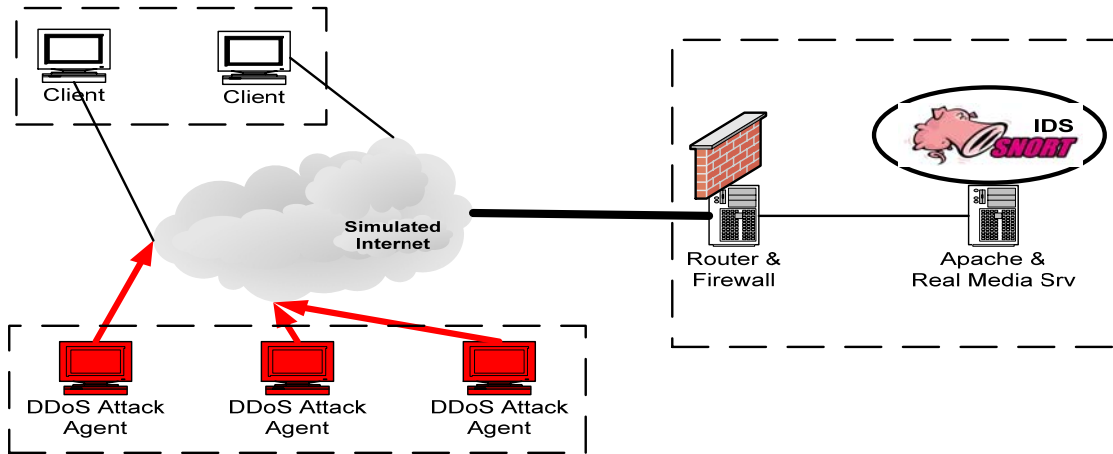 Client
Client
IDS
SNORT
Simulated
Internet
Router &
Firewall
Apache &
Real Media Srv
DDoS Attack
Agent
DDoS Attack
Agent
DDoS Attack
Agent